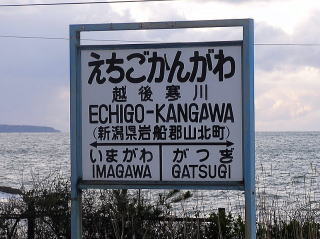 えちごかんがわ
越後寒川
ECHIGO-KANGAWA
(新潟県岩船郡山北町)
いまがわ がつぎ
IMAGAWA GATSUGI